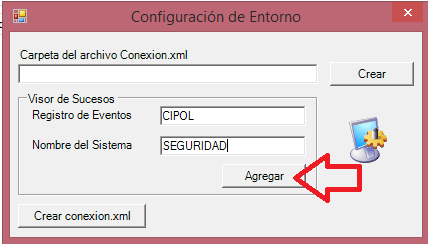 Configuración de Entorno
Carpeta del archivo Conexion.xml
Crear
Visor de Sucesos
Registro de Eventos CIPOL
Nombre del Sistema SEGURIDAD
Agregar
Crear conexion.xml